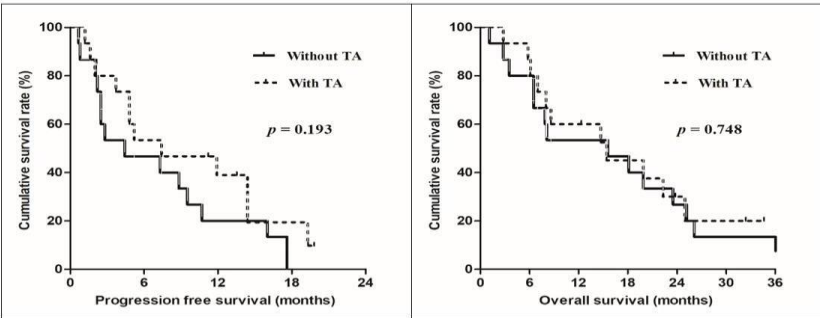 Cumulative survival rate (%)
100
80
60
40
20
0
Without TA
With TA
p = 0.193
0 6 12 18 24
Progression free survival (months)
Cumulative survival rate (%)
100
80
60
40
20
0
Without TA
With TA
p = 0.748
0 6 12 18 24 30 36
Overall survival (months)